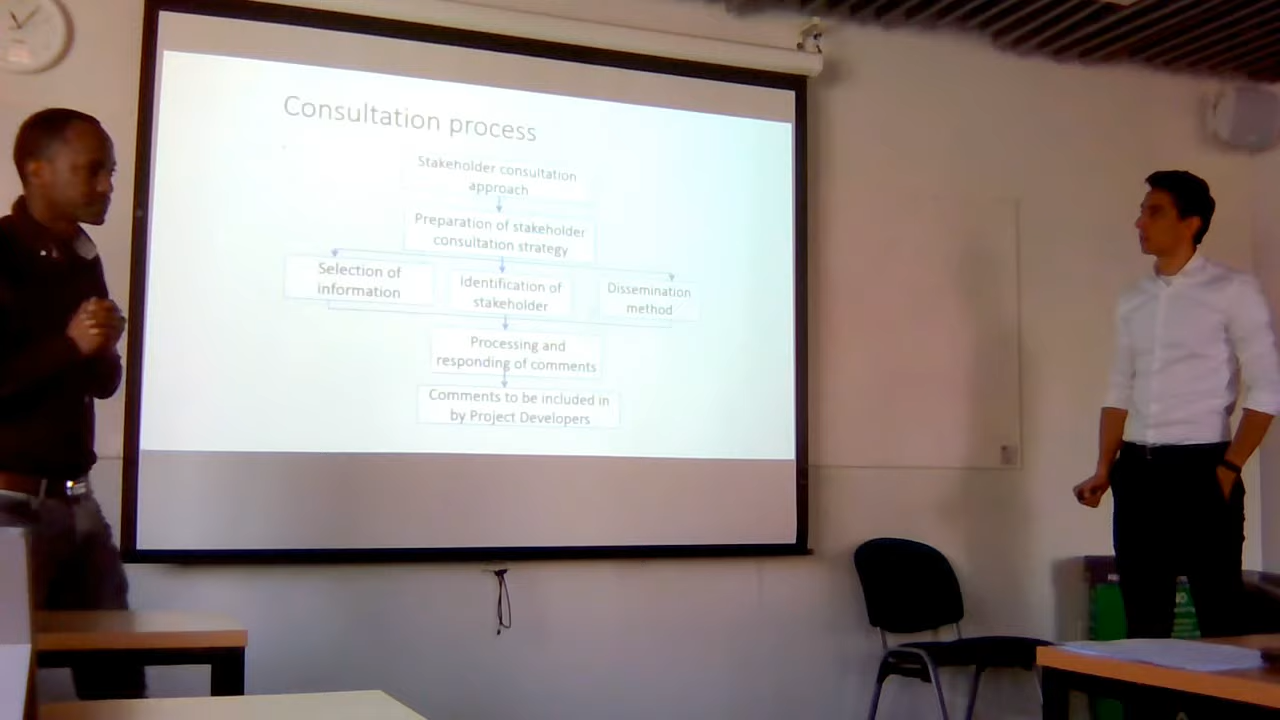 Consultation process
Stakeholder consultation
approach
Preparation of stakeholder
consultation strategy
Selection of
information
Identification of
stakeholder
Dissemination
method
Processing and
responding of comments
Comments to be included in
by Project Developers